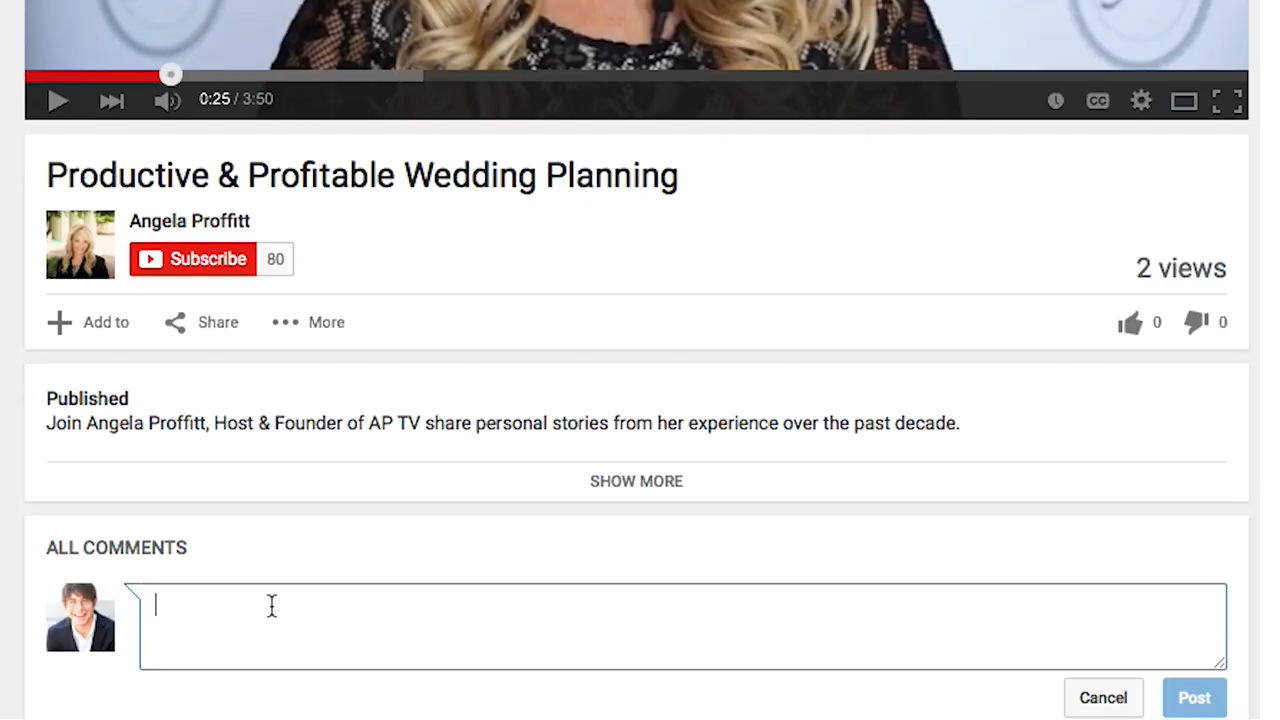 0:25 / 3:50
CC
Productive & Profitable Wedding Planning
Angela Proffitt
Subscribe 80
2 views
Add to Share More 0 0
Published
Join Angela Proffitt, Host & Founder of AP TV share personal stories from her experience over the past decade.
SHOW MORE
ALL COMMENTS
Cancel Post